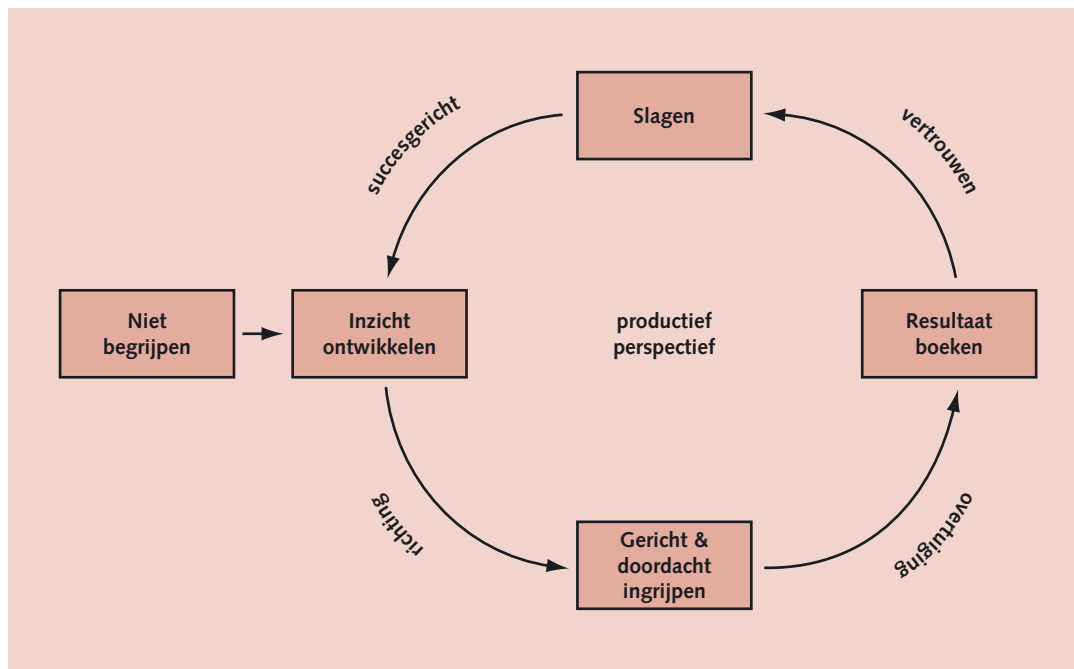 Slagen
succesgericht
vertrouwen
Niet
begrijpen
Inzicht
ontwikkelen
productief
perspectief
Resultaat
boeken
richting
Gericht &
doordacht
ingrijpen
overtuiging